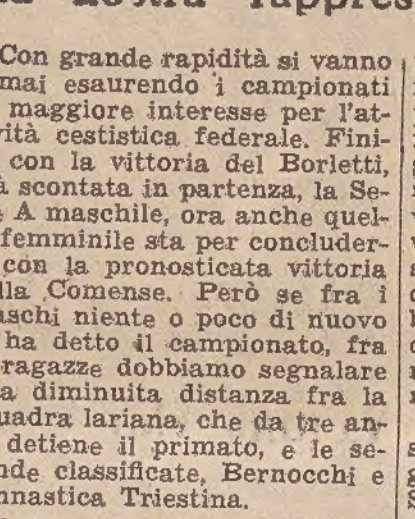 Con grande rapidità si vanno
mai esaurendo i campionati
maggiore interesse per l'at-
vità cestistica federale. Fini-
con la vittoria del Borletti,
à scontata in partenza, la Se-
A maschile, ora anche quel-
femminile sta per concluder-
con la pronosticata vittoria
lla Comense. Però se fra i
aschi niente o poco di nuovo
ha detto il campionato, fra
ragazze dobbiamo segnalare
a diminuita distanza fra la
uadra lariana, che da tre an-
detiene il primato, e le se-
nde classificate, Bernocchi e
nnastica Triestina.